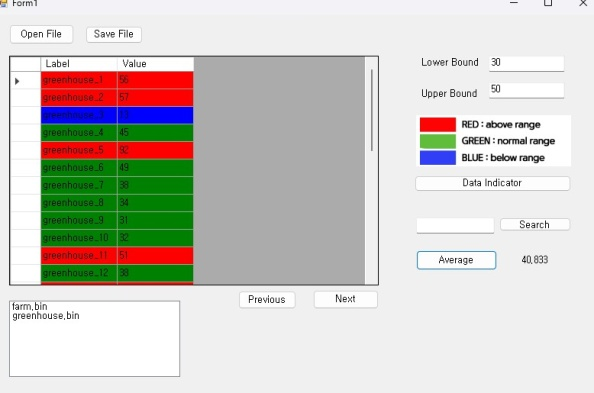 Form1
Open File Save File
Label Value
greenhouse_1 56
greenhouse_2 57
greenhouse_3
greenhouse_4 45
greenhouse_5 92
greenhouse_6 49
greenhouse_7 38
greenhouse_8 34
greenhouse_9 31
greenhouse_10 32
greenhouse_11 51
greenhouse_12 38
Previous Next
farm,bin
greenhouse,bin
Lower Bound 30
Upper Bound 50
RED : above range
GREEN : normal range
BLUE : below range
Data Indicator
Search
Average 40,833